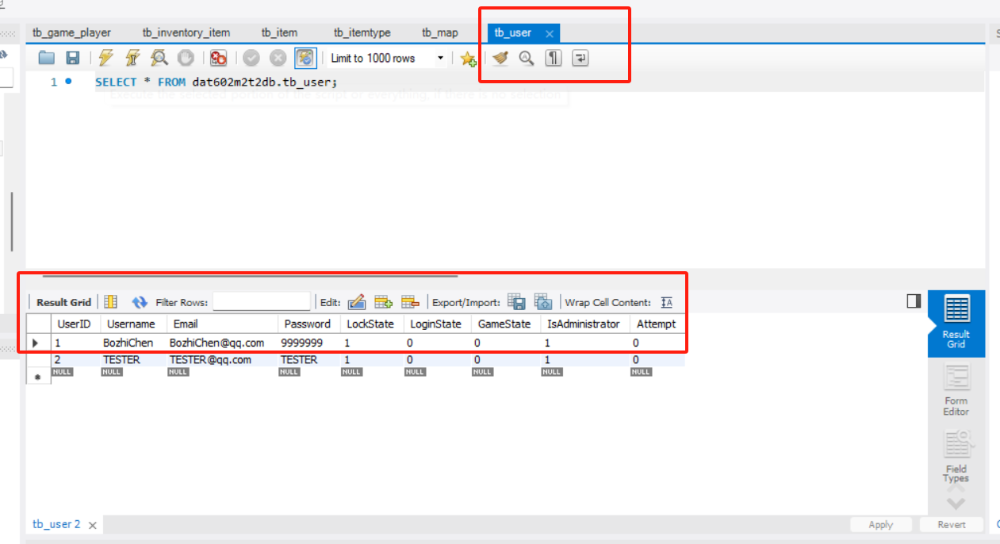 tb_game_player tb_inventory_item tb_item tb_itemtype tb_map tb_user
Limit to 1000 rows
1 SELECT * FROM dat602m2t2db.tb_user;
Execute the selected portion of the script or everything, if there is no selection
Result Grid Filter Rows: Edit: Export/Import: Wrap Cell Content:
UserID Username Email Password LockState LoginState GameState IsAdministrator Attempt
1 BozhiChen BozhiChen@qq.com 9999999 1 0 0 1 0
2 TESTER TESTER@qq.com TESTER 1 0 0 1 0
NULL NULL NULL NULL NULL NULL NULL NULL NULL
Result
Grid
Form
Editor
Field
Types
tb_user 2
Apply Revert